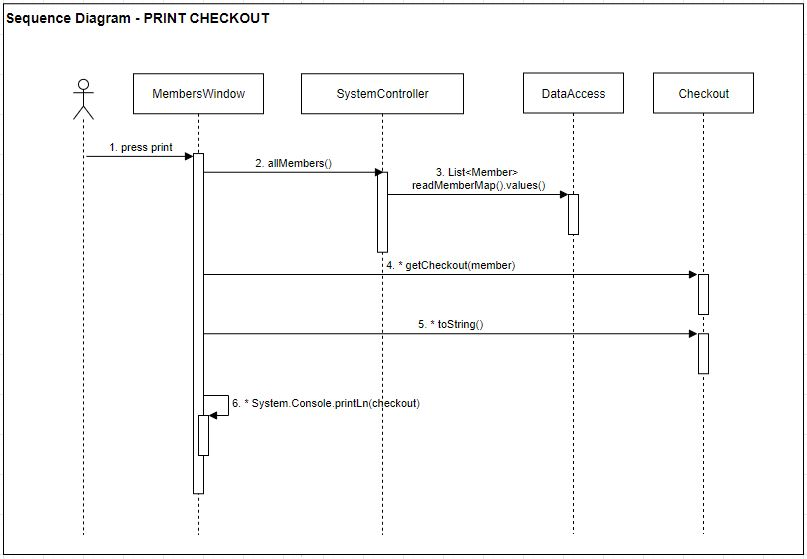 Sequence Diagram - PRINT CHECKOUT
MembersWindow
SystemController
DataAccess
Checkout
1. press print
2. allMembers()
3. List<Member>
readMemberMap().values()
4. * getCheckout(member)
5. * toString()
6. * System.Console.printLn(checkout)